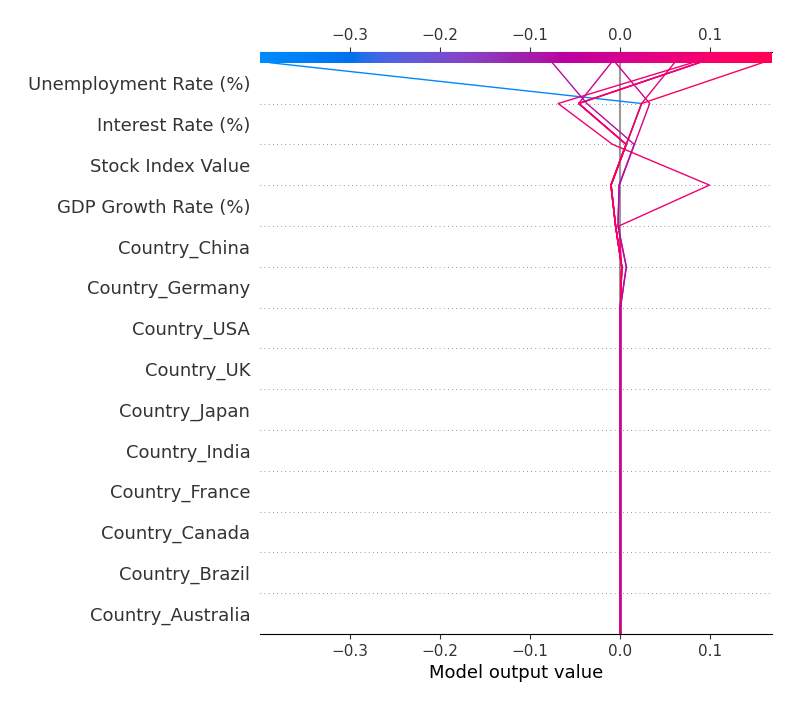 −0.3 −0.2 −0.1 0.0 0.1
Unemployment Rate (%)
Interest Rate (%)
Stock Index Value
GDP Growth Rate (%)
Country_China
Country_Germany
Country_USA
Country_UK
Country_Japan
Country_India
Country_France
Country_Canada
Country_Brazil
Country_Australia
−0.3 −0.2 −0.1 0.0 0.1
Model output value